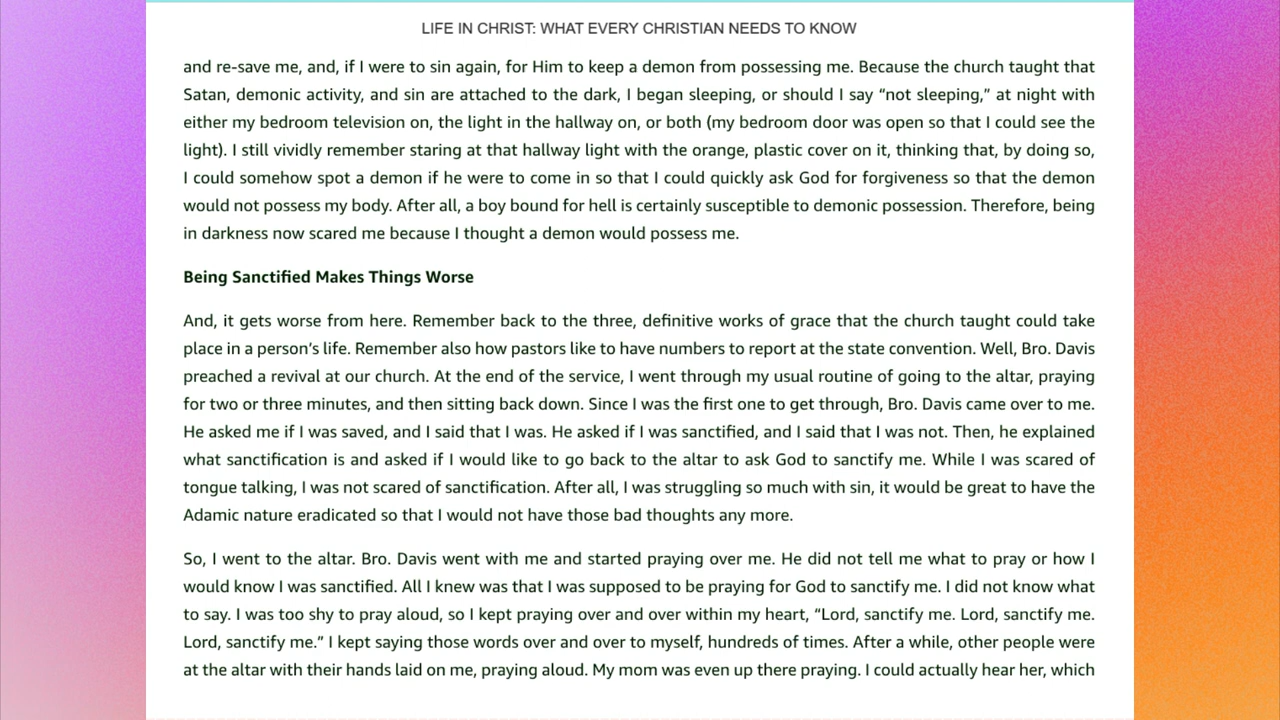 LIFE IN CHRIST: WHAT EVERY CHRISTIAN NEEDS TO KNOW
and re-save me, and, if I were to sin again, for Him to keep a demon from possessing me. Because the church taught that
Satan, demonic activity, and sin are attached to the dark, I began sleeping, or should I say “not sleeping,” at night with
either my bedroom television on, the light in the hallway on, or both (my bedroom door was open so that I could see the
light). I still vividly remember staring at that hallway light with the orange, plastic cover on it, thinking that, by doing so,
I could somehow spot a demon if he were to come in so that I could quickly ask God for forgiveness so that the demon
would not possess my body. After all, a boy bound for hell is certainly susceptible to demonic possession. Therefore, being
in darkness now scared me because I thought a demon would possess me.
Being Sanctified Makes Things Worse
And, it gets worse from here. Remember back to the three, definitive works of grace that the church taught could take
place in a person’s life. Remember also how pastors like to have numbers to report at the state convention. Well, Bro. Davis
preached a revival at our church. At the end of the service, I went through my usual routine of going to the altar, praying
for two or three minutes, and then sitting back down. Since I was the first one to get through, Bro. Davis came over to me.
He asked me if I was saved, and I said that I was. He asked if I was sanctified, and I said that I was not. Then, he explained
what sanctification is and asked if I would like to go back to the altar to ask God to sanctify me. While I was scared of
tongue talking, I was not scared of sanctification. After all, I was struggling so much with sin, it would be great to have the
Adamic nature eradicated so that I would not have those bad thoughts any more.
So, I went to the altar. Bro. Davis went with me and started praying over me. He did not tell me what to pray or how I
would know I was sanctified. All I knew was that I was supposed to be praying for God to sanctify me. I did not know what
to say. I was too shy to pray aloud, so I kept praying over and over within my heart, “Lord, sanctify me. Lord, sanctify me.
Lord, sanctify me.” I kept saying those words over and over to myself, hundreds of times. After a while, other people were
at the altar with their hands laid on me, praying aloud. My mom was even up there praying. I could actually hear her, which